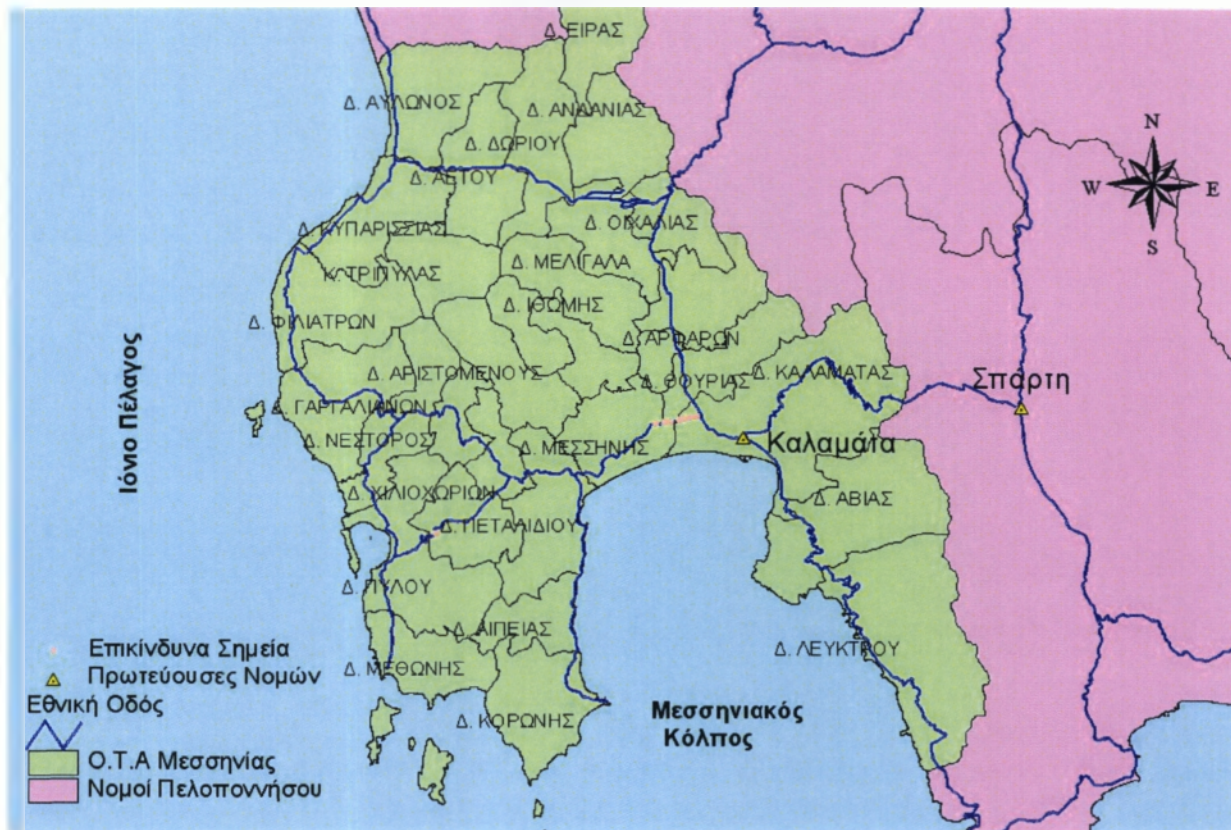 Δ. ΕΙΡΑΣ
Δ. ΑΥΛΩΝΟΣ
Δ. ΑΝΔΑΝΙΑΣ
Δ. ΔΩΡΙΟΥ
Δ. ΑΕΤΟΥ
N
W
E
S
Δ. ΚΥΠΑΡΙΣΣΙΑΣ
Δ. ΟΙΧΑΛΙΑΣ
Κ. ΤΡΙΠΥΛΑΣ
Δ. ΜΕΛΙΓΑΛΑ
Δ. ΙΘΩΜΗΣ
Δ. ΦΙΛΙΑΤΡΩΝ
Δ. ΑΡΦΑΡΩΝ
Δ. ΑΡΙΣΤΟΜΕΝΟΥΣ
Δ. ΘΟΥΡΙΑΣ
Δ. ΚΑΛΑΜΑΤΑΣ
Σπάρτη
Δ. ΓΑΡΓΑΛΙΑΝΩΝ
Δ. ΝΕΣΤΟΡΟΣ
Δ. ΜΕΣΣΗΝΗΣ
Καλαμάτα
Ιόνιο Πέλαγος
Δ. ΧΙΛΙΟΧΩΡΙΩΝ
Δ. ΑΒΙΑΣ
Δ. ΠΕΤΑΛΙΔΙΟΥ
Δ. ΠΥΛΟΥ
Δ. ΑΙΠΕΙΑΣ
Δ. ΛΕΥΚΤΡΟΥ
Δ. ΜΕΘΩΝΗΣ
Δ. ΚΟΡΩΝΗΣ
Μεσσηνιακός
Κόλπος
Επικίνδυνα Σημεία
Πρωτεύουσες Νομών
Εθνική Οδός
Ο.Τ.Α Μεσσηνίας
Νομοί Πελοποννήσου